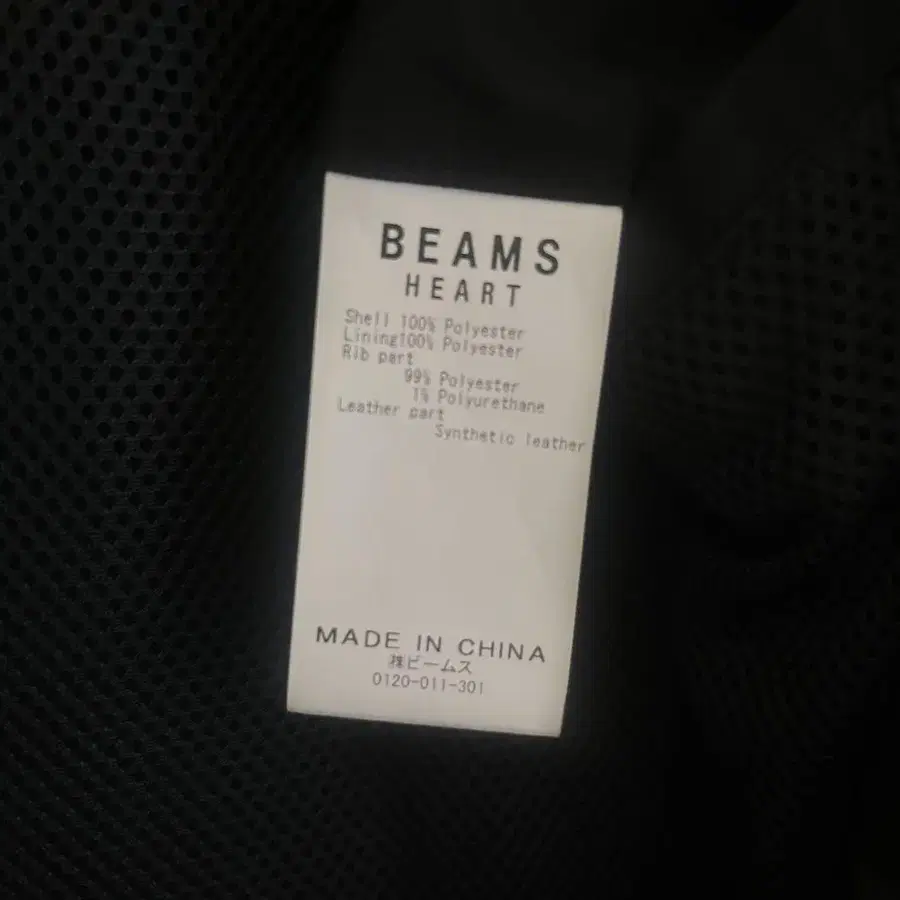 BEAMS
HEART
Shell 100% Polyester
Lining100% Polyester
Rib part
99% Polyester
1% Polyurethane
Leather part
Synthetic leather
MADE IN CHINA
㈱ビームス
0120-011-301